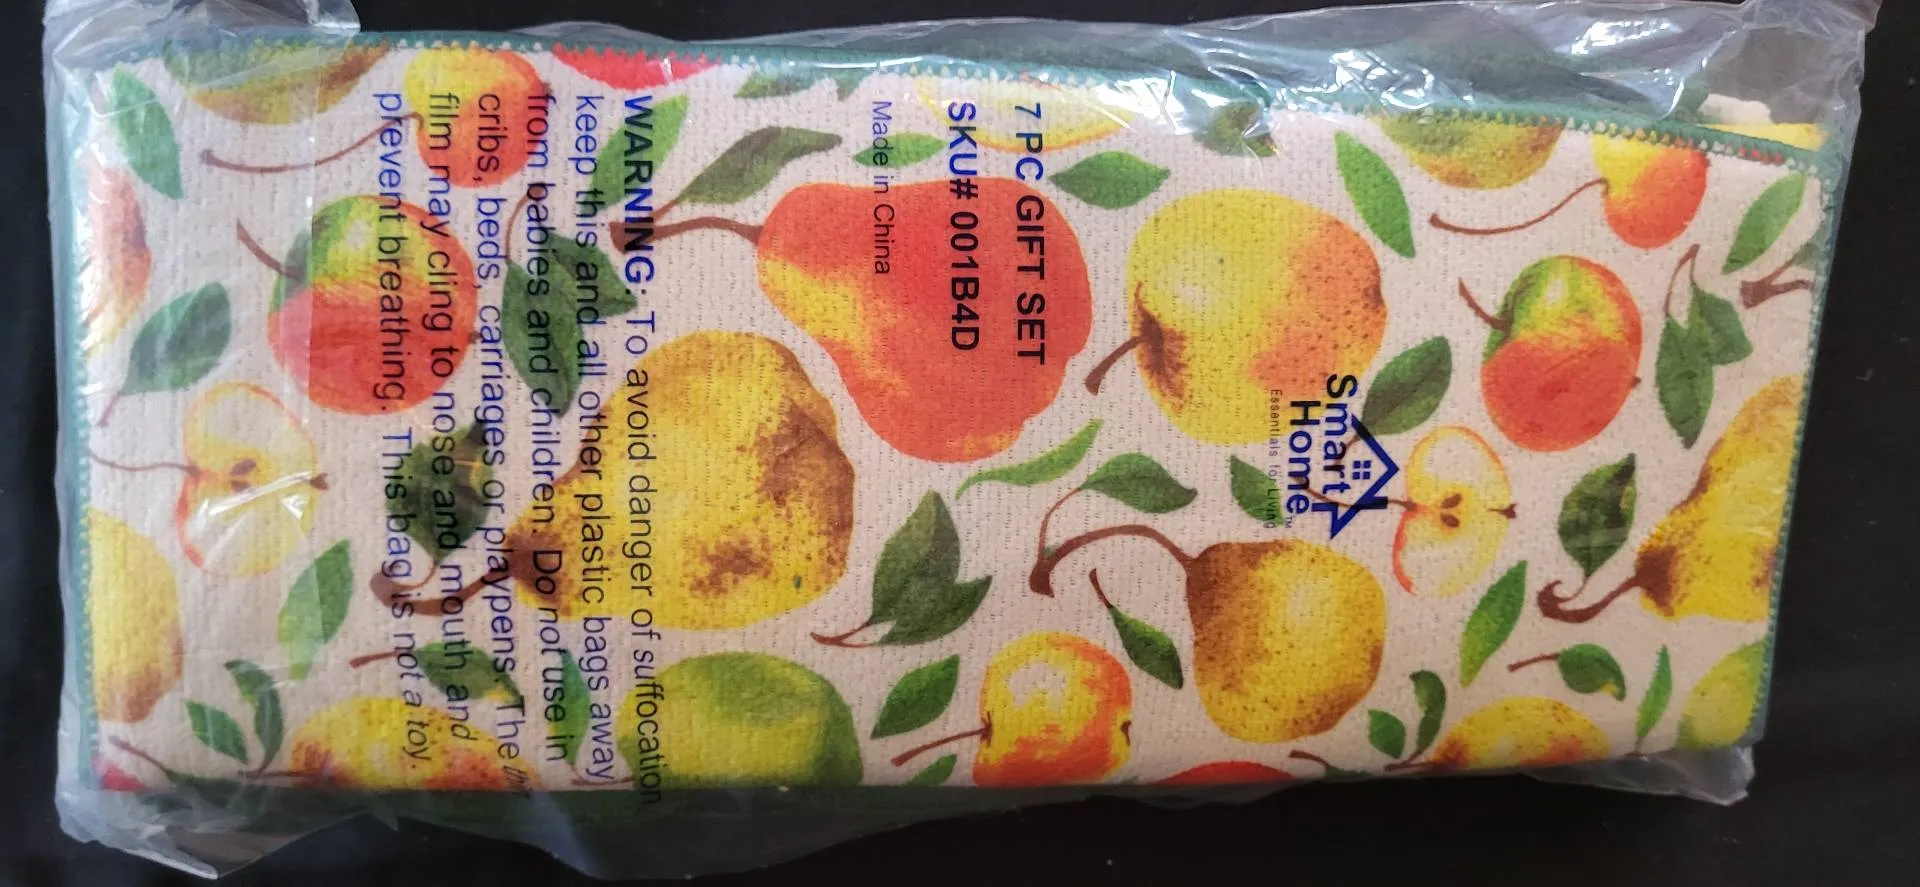 Smart
Home™
Essentials for Living
7 PC GIFT SET
SKU# 001B4D
Made in China
WARNING: To avoid danger of suffocation
keep this and all other plastic bags away
from babies and children. Do not use in
cribs, beds, carriages or playpens. The thin
film may cling to nose and mouth and
prevent breathing. This bag is not a toy.